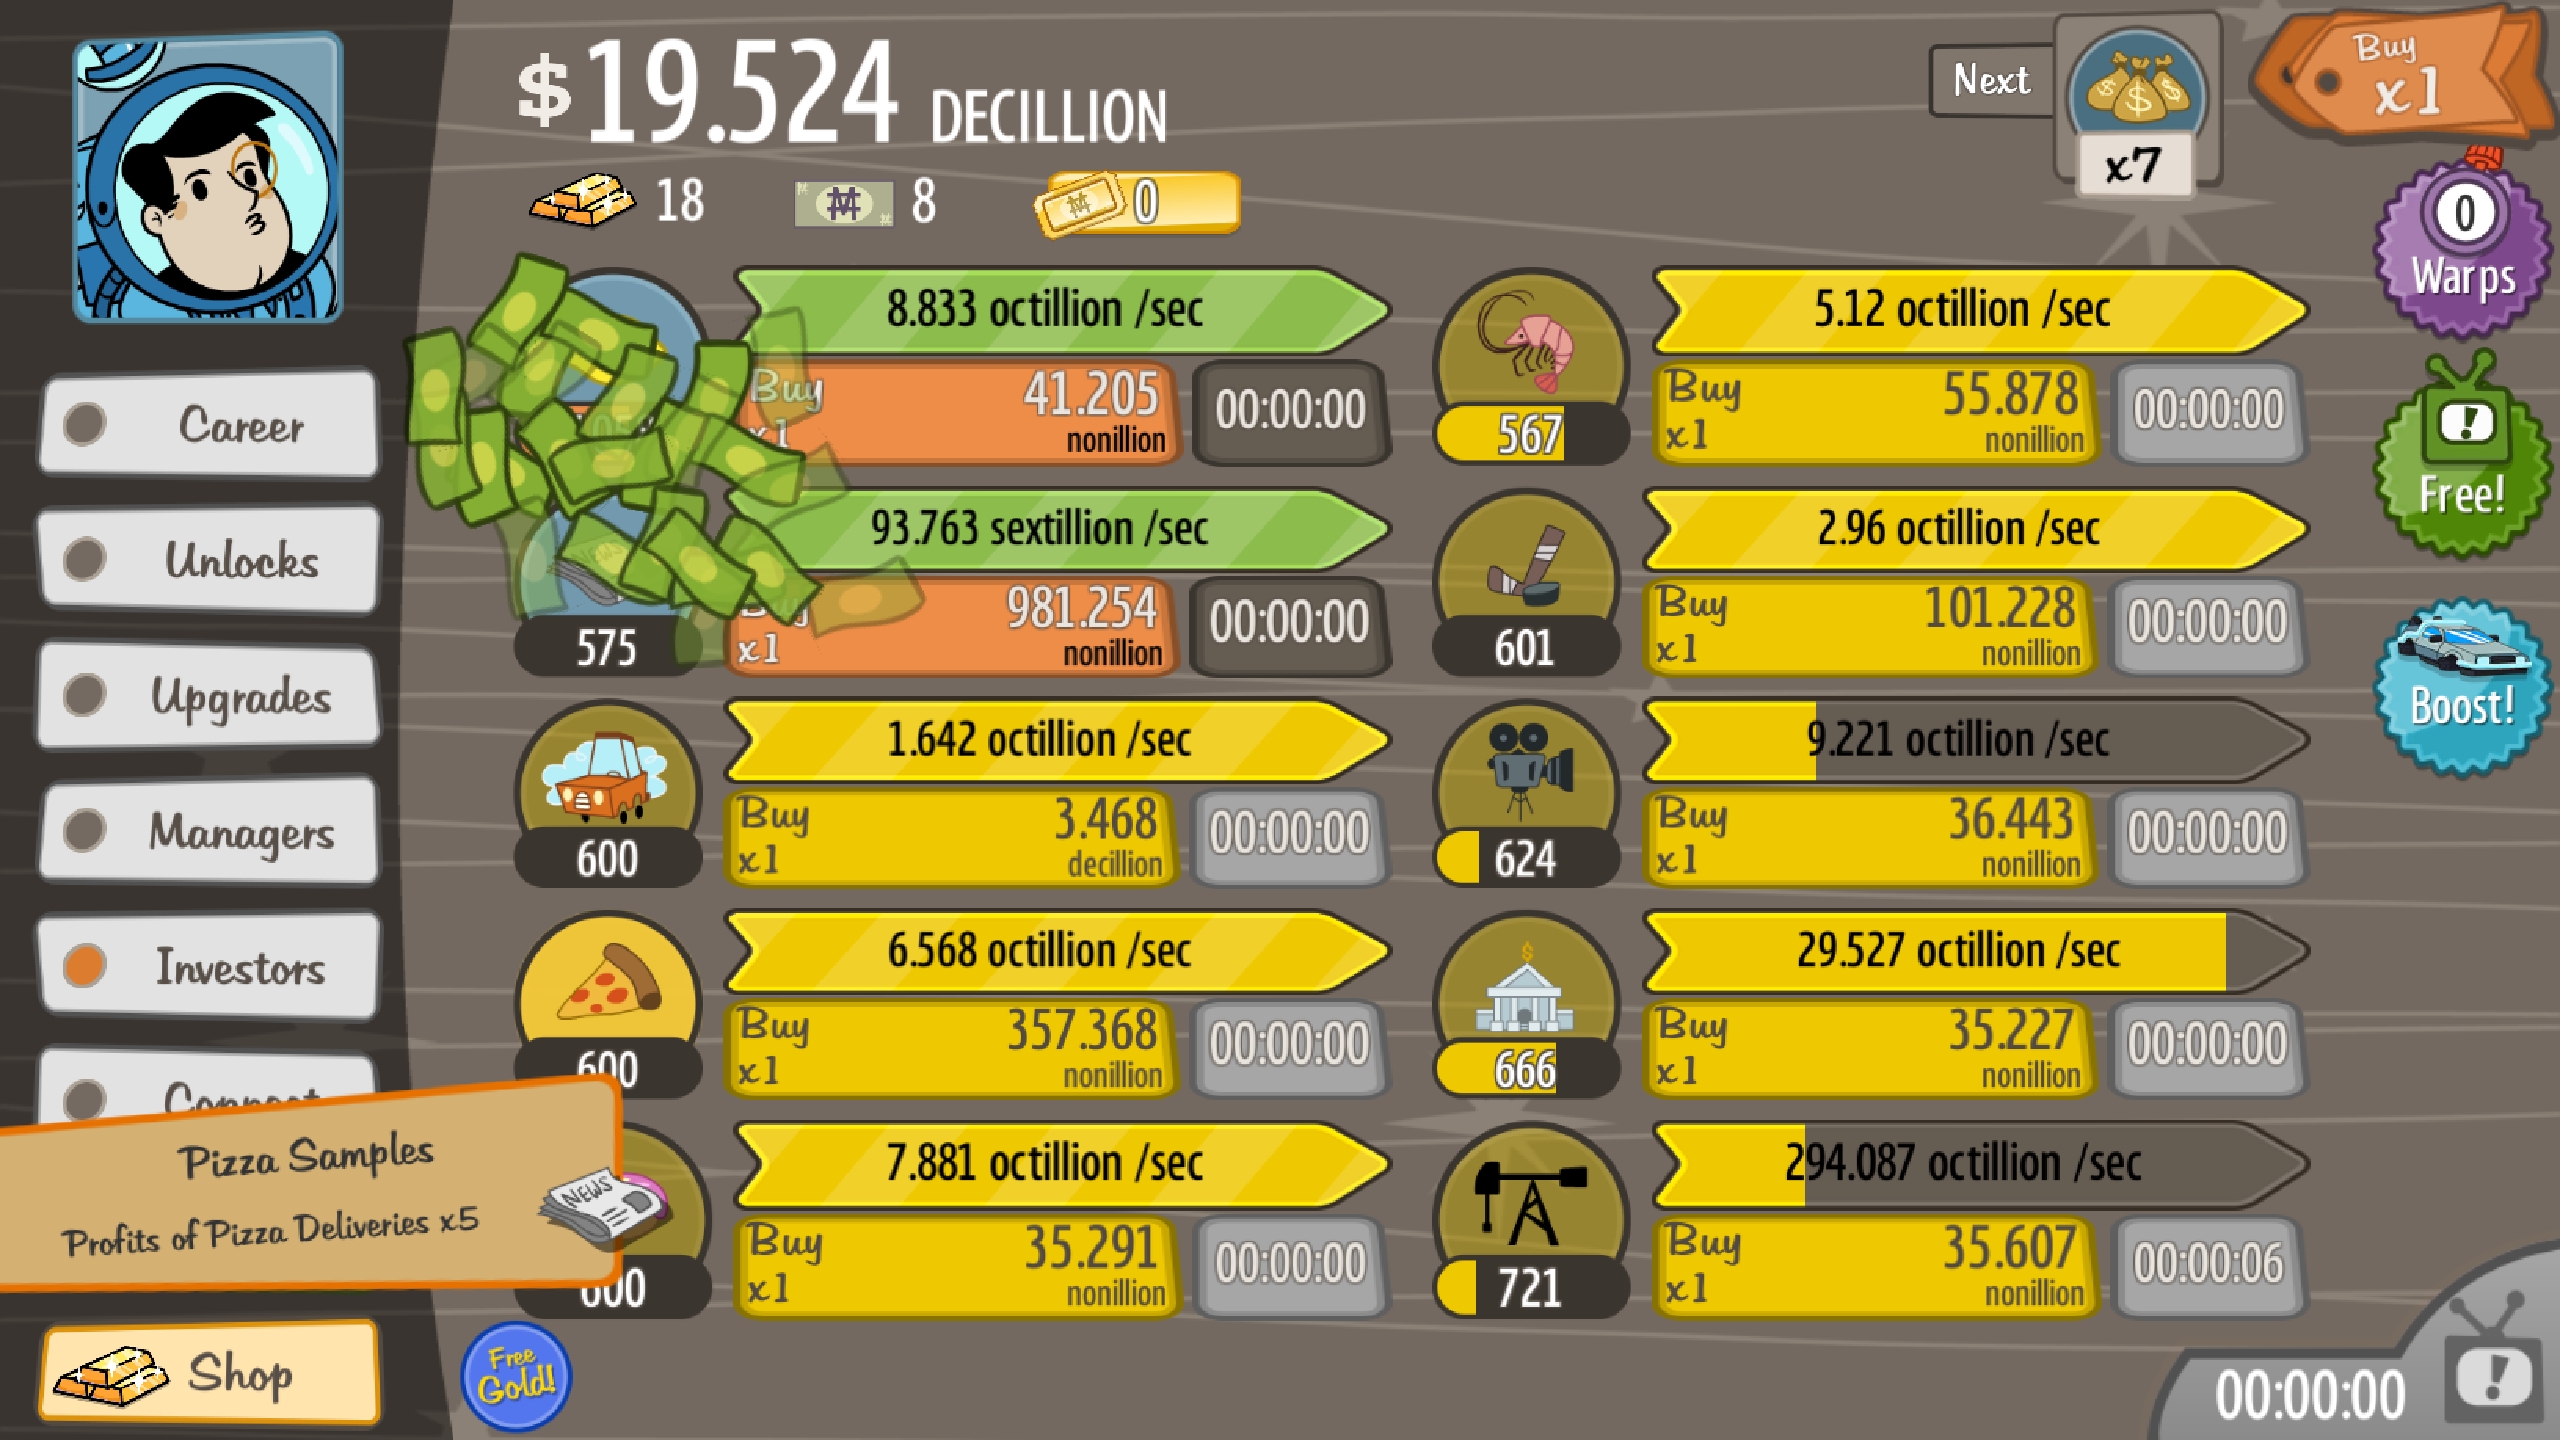 $19.524 DECILLION
Next
x7
Buy
x1
18
8
0
0
Warps
Free!
Boost!
Career
Unlocks
Upgrades
Managers
Investors
Connect
Pizza Samples
Profits of Pizza Deliveries x5
NEWS
Shop
Free
Gold!
8.833 octillion /sec
Buy
x1
41.205
nonillion
00:00:00
93.763 sextillion /sec
575
Buy
x1
981.254
nonillion
00:00:00
1.642 octillion /sec
600
Buy
x1
3.468
decillion
00:00:00
6.568 octillion /sec
600
Buy
x1
357.368
nonillion
00:00:00
7.881 octillion /sec
600
Buy
x1
35.291
nonillion
00:00:00
5.12 octillion /sec
567
Buy
x1
55.878
nonillion
00:00:00
2.96 octillion /sec
601
Buy
x1
101.228
nonillion
00:00:00
9.221 octillion /sec
624
Buy
x1
36.443
nonillion
00:00:00
29.527 octillion /sec
666
Buy
x1
35.227
nonillion
00:00:00
294.087 octillion /sec
721
Buy
x1
35.607
nonillion
00:00:06
00:00:00